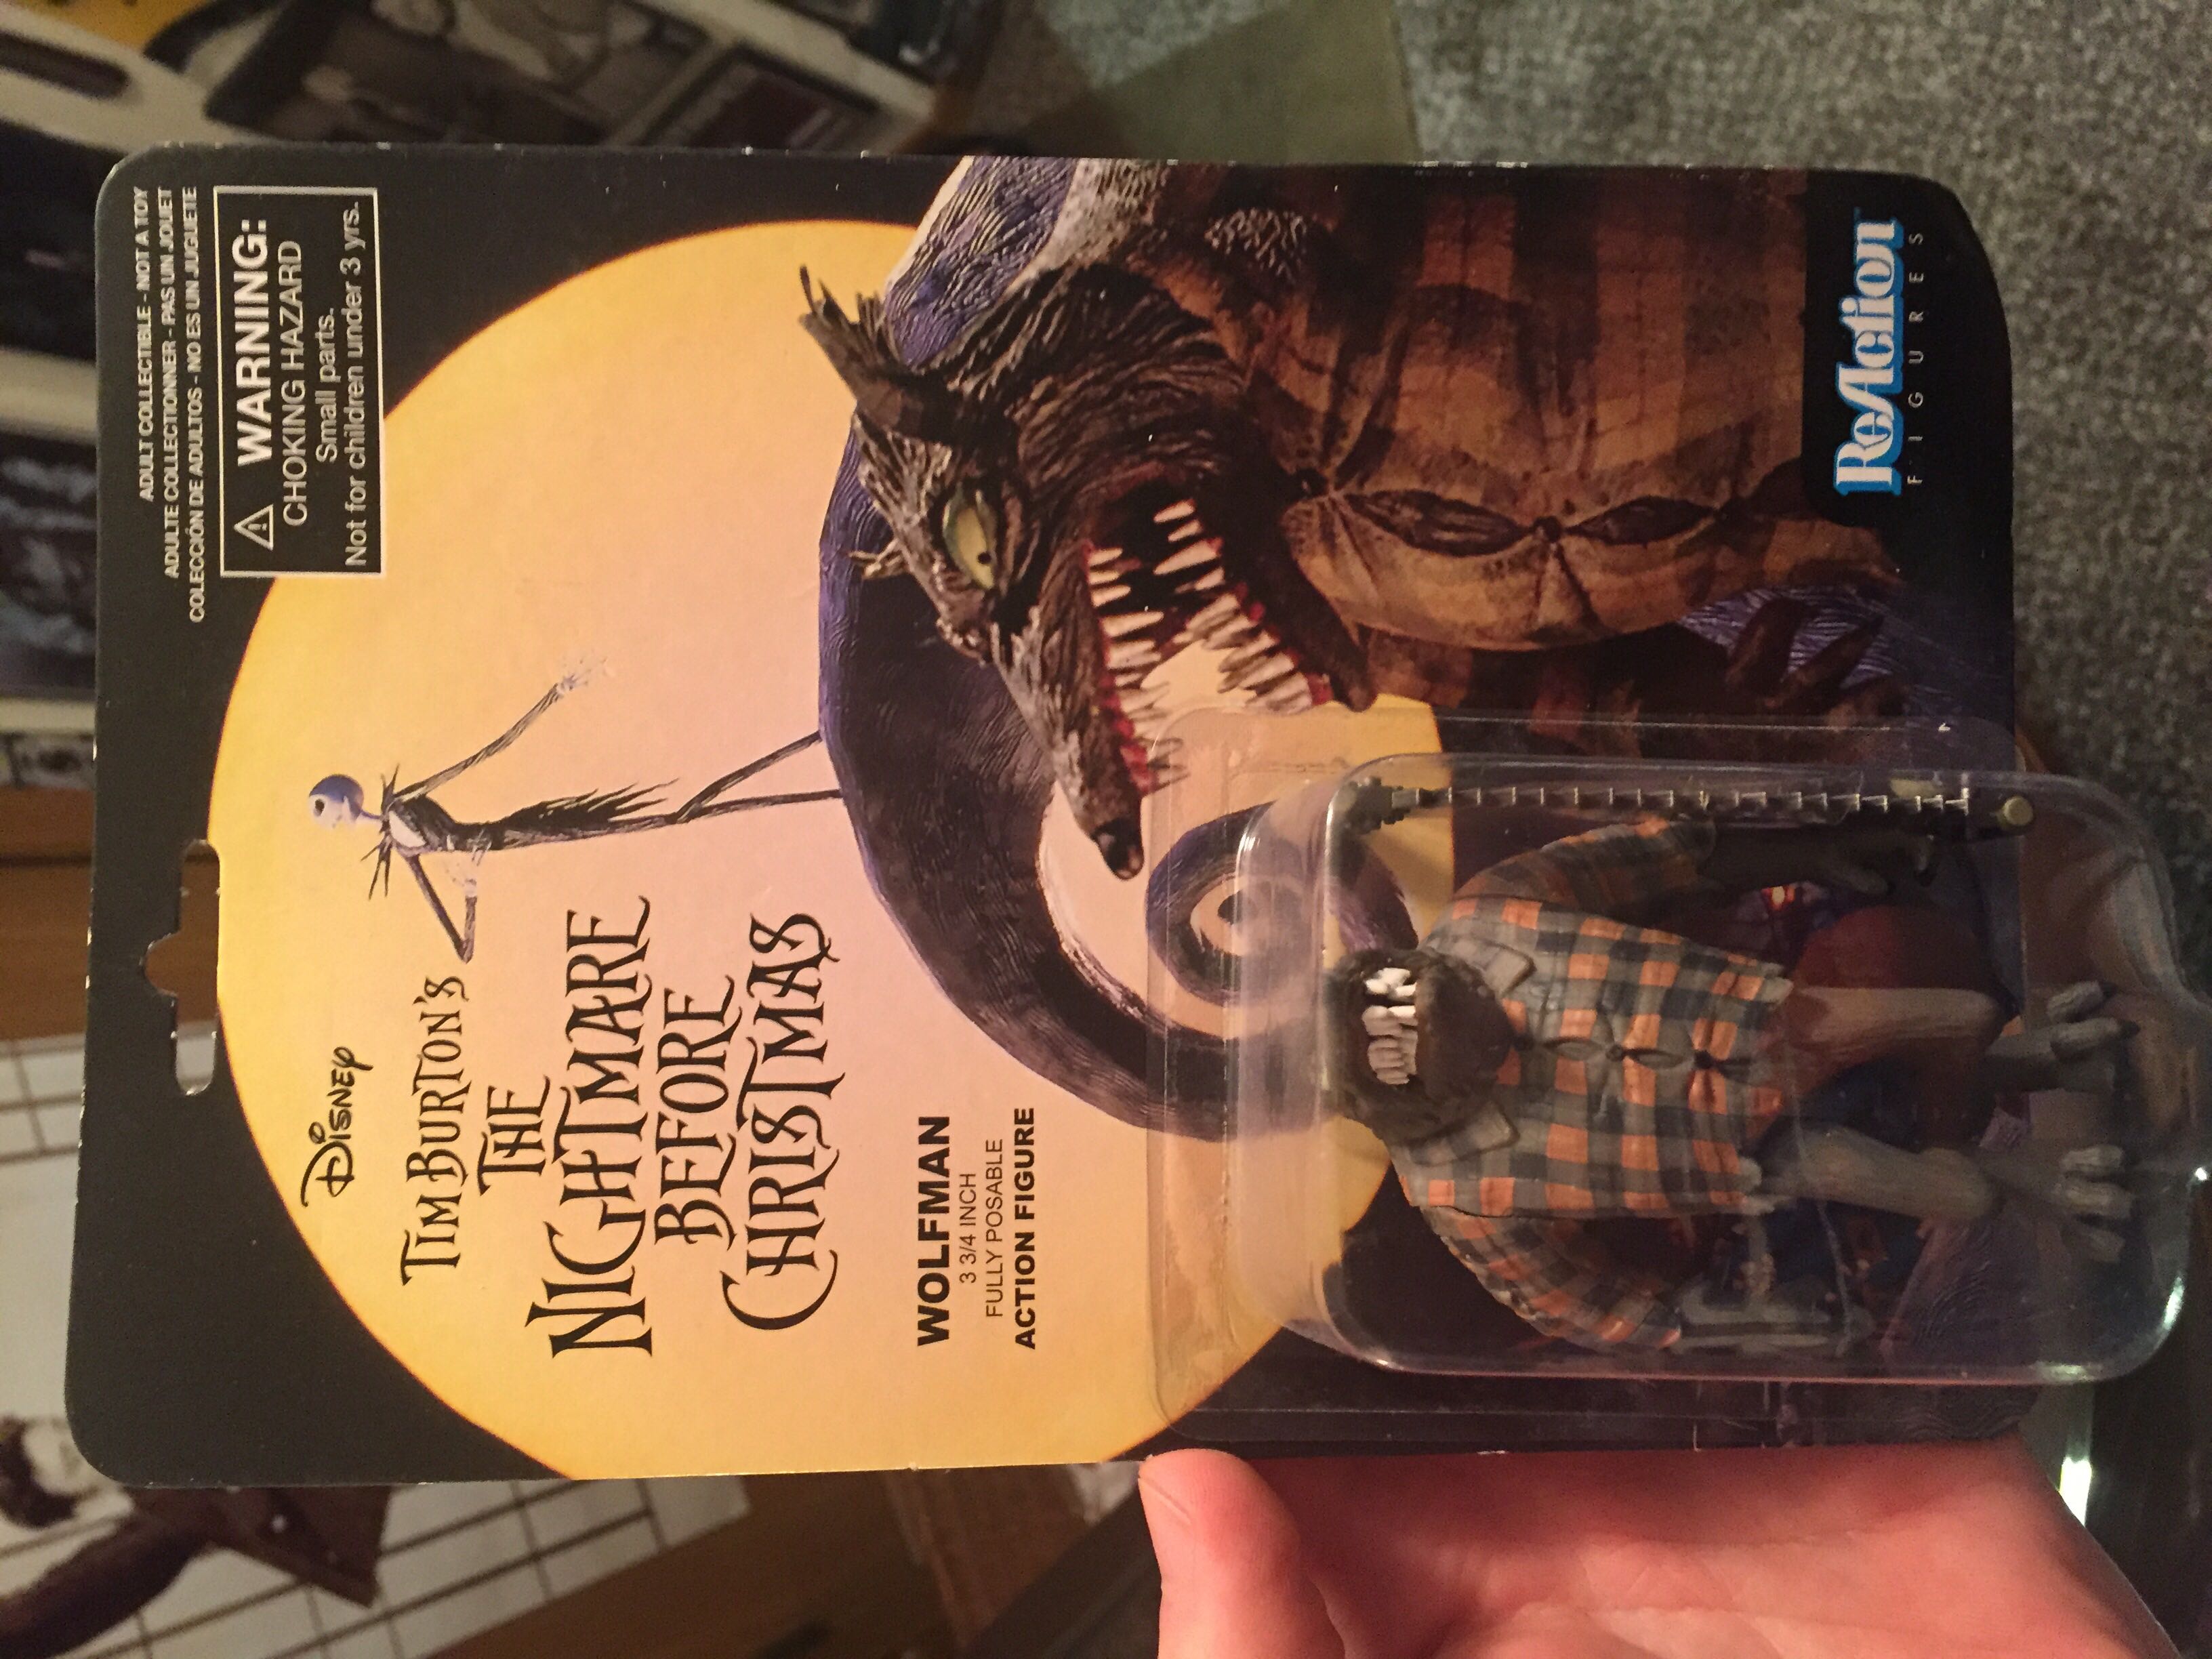 ADULT COLLECTIBLE - NOT A TOY
ADULTE COLLECTIONNER - PAS UN JOUET
COLECCIÓN DE ADULTOS - NO ES UN JUGUETE
WARNING:
CHOKING HAZARD
Small parts.
Not for children under 3 yrs.
DISNEY
TIM BURTON'S
THE
NIGHTMARE
BEFORE
CHRISTMAS
WOLFMAN
3 3/4 INCH
FULLY POSABLE
ACTION FIGURE
ReAction
FIGURES